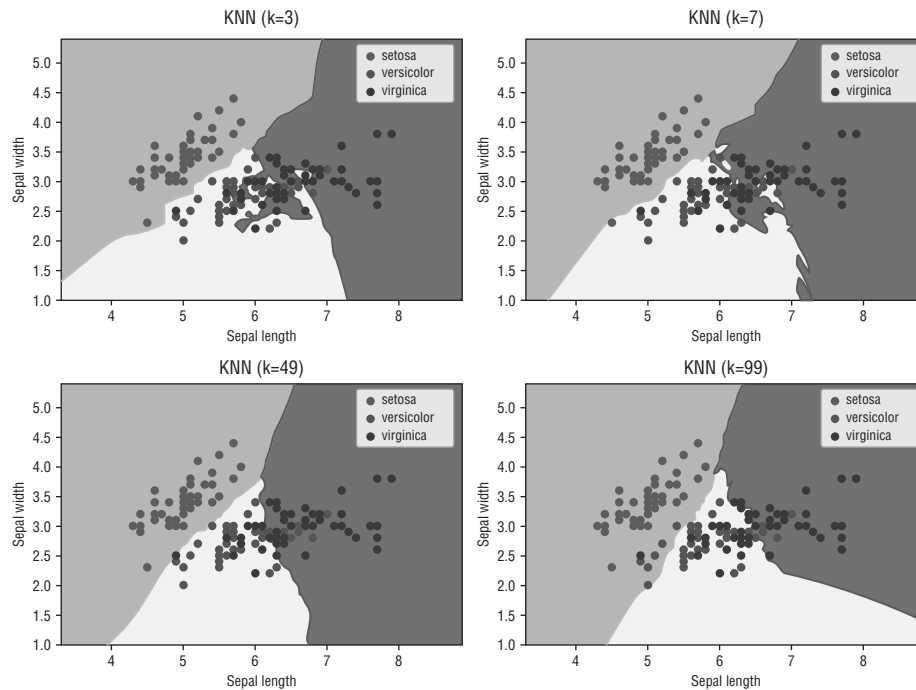 KNN (k=3)
5.0
4.5
4.0
3.5
3.0
2.5
2.0
1.5
1.0
Sepal width
4 5 6 7 8
Sepal length
setosa
versicolor
virginica
KNN (k=7)
5.0
4.5
4.0
3.5
3.0
2.5
2.0
1.5
1.0
Sepal width
4 5 6 7 8
Sepal length
setosa
versicolor
virginica
KNN (k=49)
5.0
4.5
4.0
3.5
3.0
2.5
2.0
1.5
1.0
Sepal width
4 5 6 7 8
Sepal length
setosa
versicolor
virginica
KNN (k=99)
5.0
4.5
4.0
3.5
3.0
2.5
2.0
1.5
1.0
Sepal width
4 5 6 7 8
Sepal length
setosa
versicolor
virginica